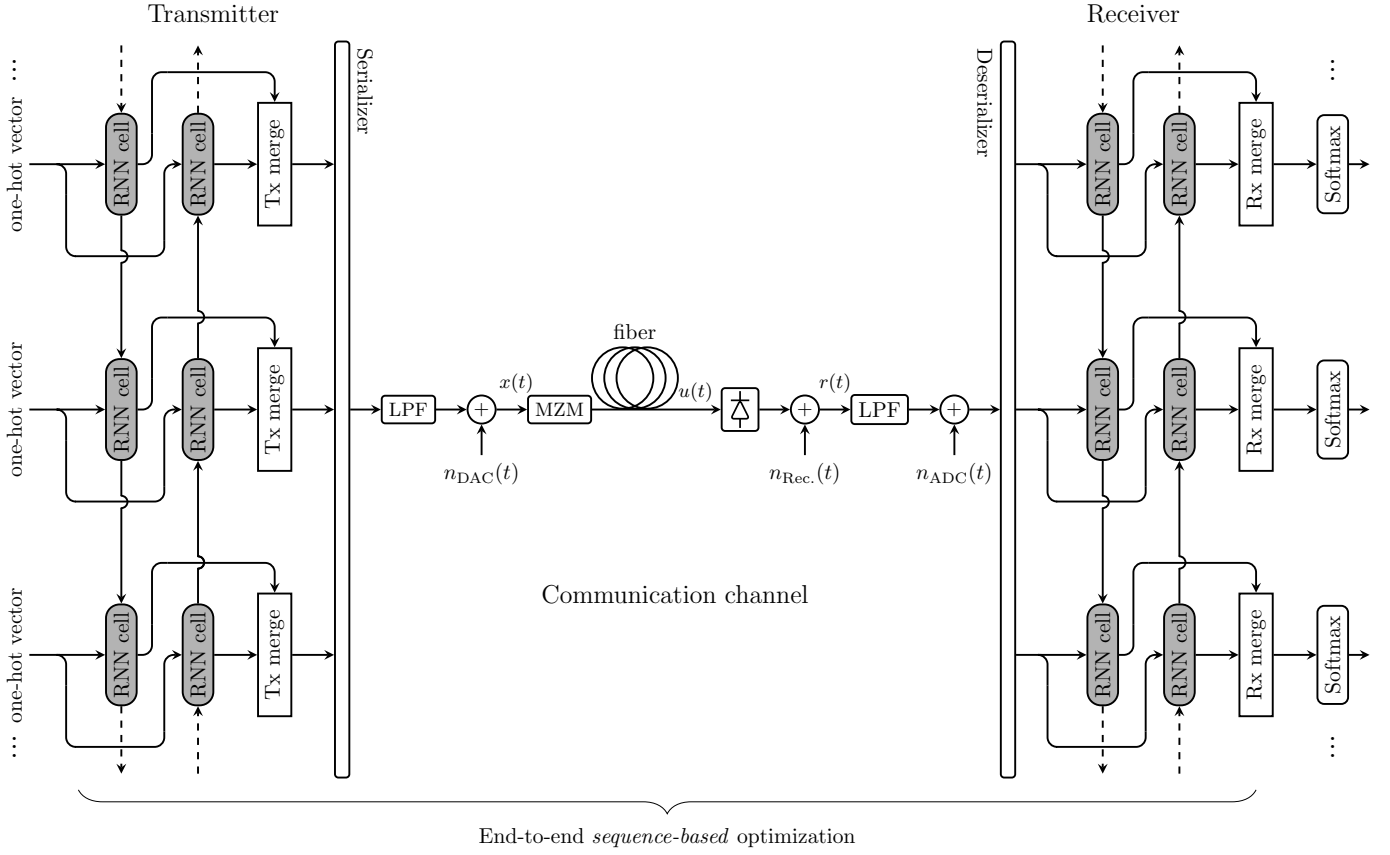 Transmitter
Receiver
...
one-hot vector
RNN cell
RNN cell
Tx merge
Serializer
Deserializer
RNN cell
RNN cell
Rx merge
Softmax
...
one-hot vector
RNN cell
RNN cell
Tx merge
LPF
+
n_DAC(t)
x(t)
MZM
fiber
u(t)
+
n_Rec.(t)
r(t)
LPF
+
n_ADC(t)
RNN cell
RNN cell
Rx merge
Softmax
Communication channel
one-hot vector
...
RNN cell
RNN cell
Tx merge
RNN cell
RNN cell
Rx merge
Softmax
...
End-to-end sequence-based optimization